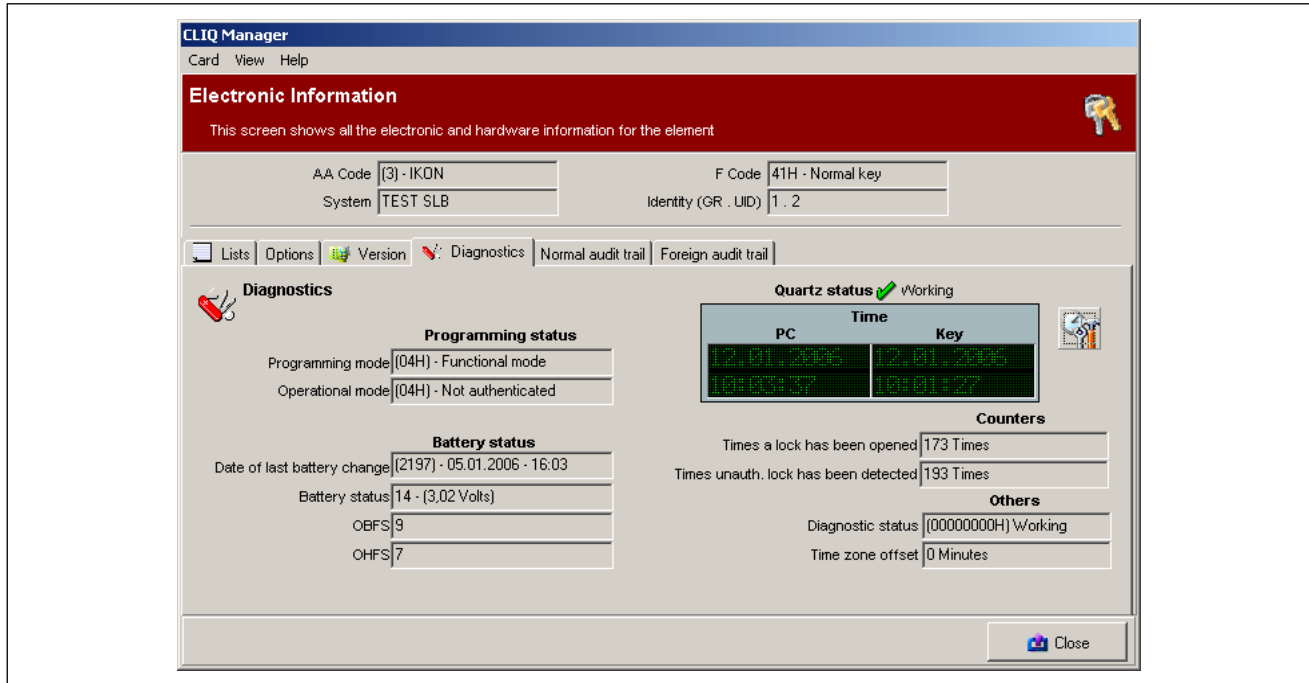 CLIQ Manager
Card View Help
Electronic Information
This screen shows all the electronic and hardware information for the element
AA Code (3) - IKON
F Code 41H - Normal key
System TEST SLB
Identity (GR . UID) 1 . 2
Lists Options Version Diagnostics Normal audit trail Foreign audit trail
Diagnostics
Programming status
Programming mode (04H) - Functional mode
Operational mode (04H) - Not authenticated
Battery status
Date of last battery change (2197) - 05.01.2006 - 16:03
Battery status 14 - (3,02 Volts)
OBFS 9
OHFS 7
Quartz status Working
Time
PC Key
12.01.2006 12.01.2006
10:03:37 10:01:27
Counters
Times a lock has been opened 173 Times
Times unauth. lock has been detected 193 Times
Others
Diagnostic status (00000000H) Working
Time zone offset 0 Minutes
Close